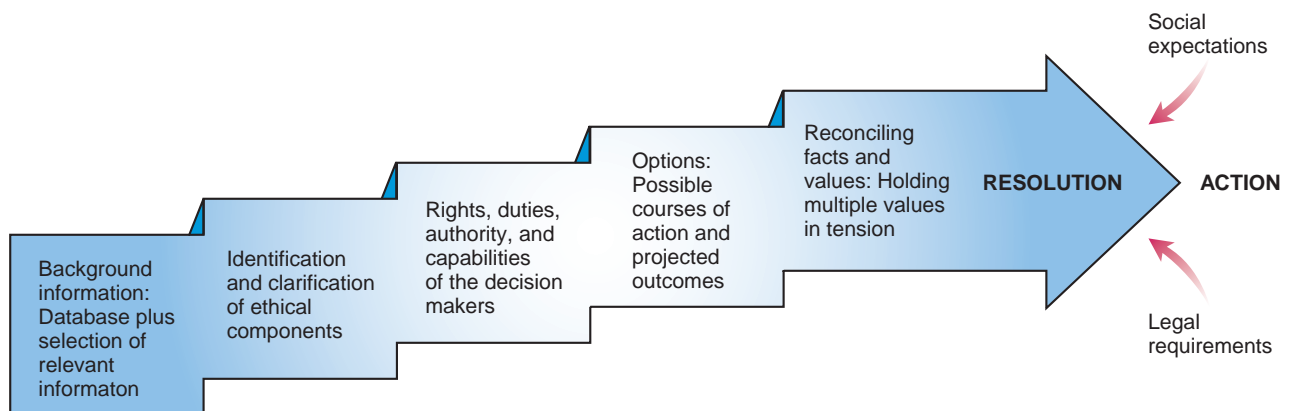 Background
information:
Database plus
selection of
relevant
informaton
Identification
and clarification
of ethical
components
Rights, duties,
authority, and
capabilities
of the decision
makers
Options:
Possible
courses of
action and
projected
outcomes
Reconciling
facts and
values: Holding
multiple values
in tension
RESOLUTION
Social
expectations
ACTION
Legal
requirements